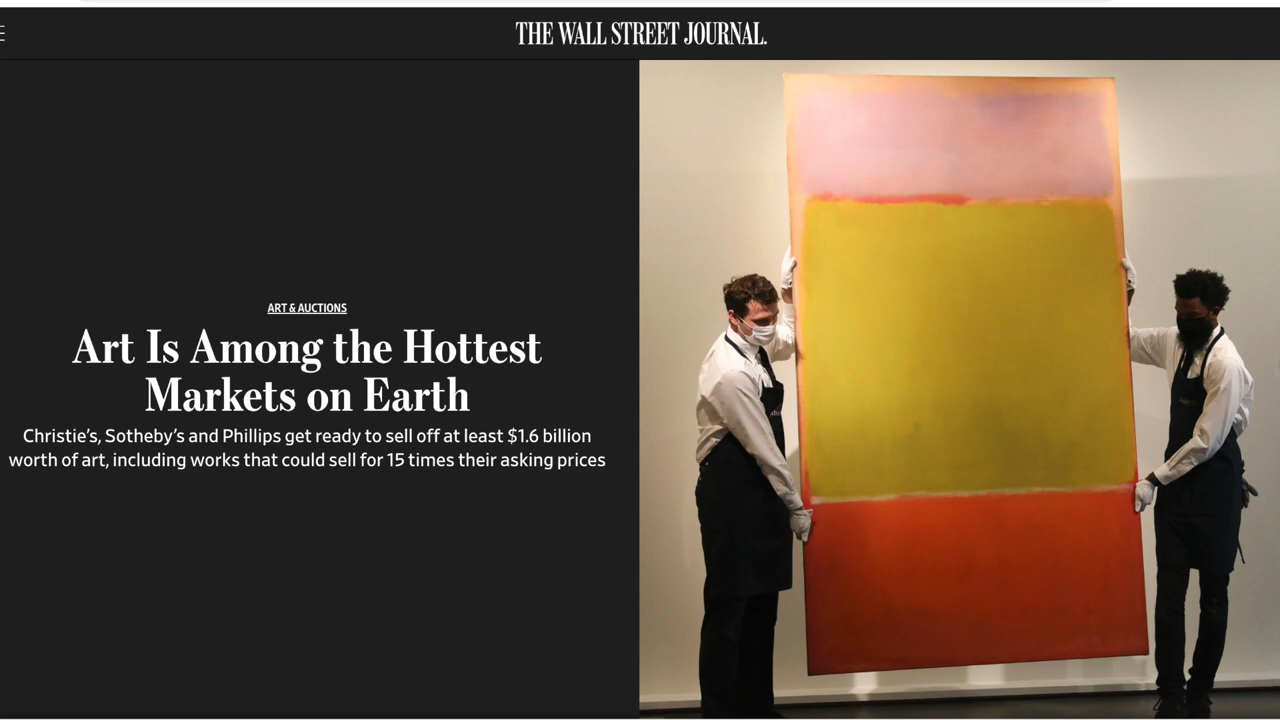 THE WALL STREET JOURNAL.
ART & AUCTIONS
Art Is Among the Hottest
Markets on Earth
Christie’s, Sotheby’s and Phillips get ready to sell off at least $1.6 billion
worth of art, including works that could sell for 15 times their asking prices